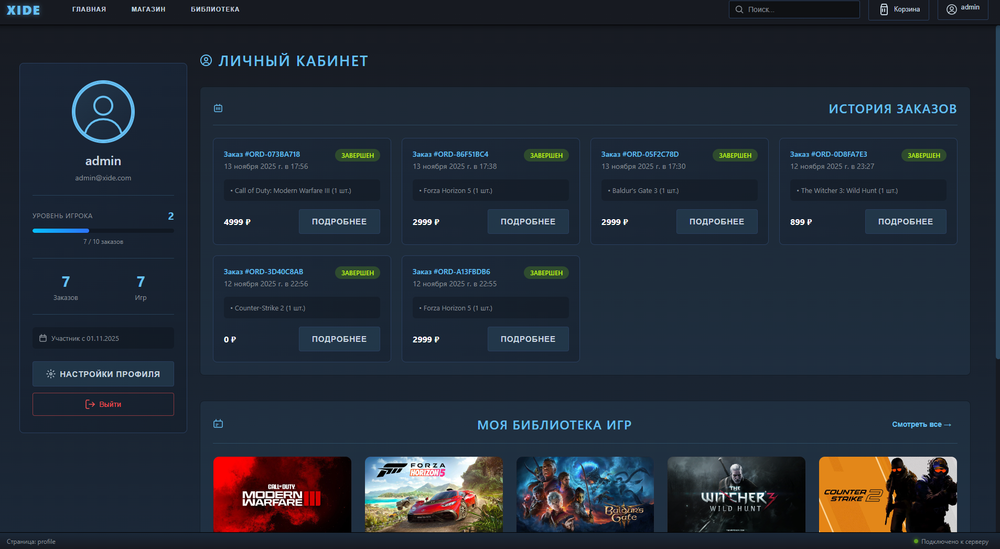 XIDE
ГЛАВНАЯ
МАГАЗИН
БИБЛИОТЕКА
Поиск...
Корзина
admin
ЛИЧНЫЙ КАБИНЕТ
admin
admin@xide.com
УРОВЕНЬ ИГРОКА 2
7 / 10 заказов
7 7
Заказов Игр
Участник с 01.11.2025
НАСТРОЙКИ ПРОФИЛЯ
Выйти
ИСТОРИЯ ЗАКАЗОВ
Заказ #ORD-073BA718
ЗАВЕРШЕН
13 ноября 2025 г. в 17:56
• Call of Duty: Modern Warfare III (1 шт.)
4999 ₽
ПОДРОБНЕЕ
Заказ #ORD-86F51BC4
ЗАВЕРШЕН
13 ноября 2025 г. в 17:38
• Forza Horizon 5 (1 шт.)
2999 ₽
ПОДРОБНЕЕ
Заказ #ORD-05F2C78D
ЗАВЕРШЕН
13 ноября 2025 г. в 17:30
• Baldur's Gate 3 (1 шт.)
2999 ₽
ПОДРОБНЕЕ
Заказ #ORD-0D8FA7E3
ЗАВЕРШЕН
12 ноября 2025 г. в 23:27
• The Witcher 3: Wild Hunt (1 шт.)
899 ₽
ПОДРОБНЕЕ
Заказ #ORD-3D40C8AB
ЗАВЕРШЕН
12 ноября 2025 г. в 22:56
• Counter-Strike 2 (1 шт.)
0 ₽
ПОДРОБНЕЕ
Заказ #ORD-A13FBDB6
ЗАВЕРШЕН
12 ноября 2025 г. в 22:55
• Forza Horizon 5 (1 шт.)
2999 ₽
ПОДРОБНЕЕ
МОЯ БИБЛИОТЕКА ИГР
Смотреть все →
CALL OF DUTY
MODERN
WARFARE III
FORZA
HORIZON 5
Baldur's
Gate
THE
WITCHER 3
WILD HUNT
COUNTER
STRIKE 2
Страница: profile
Подключено к серверу